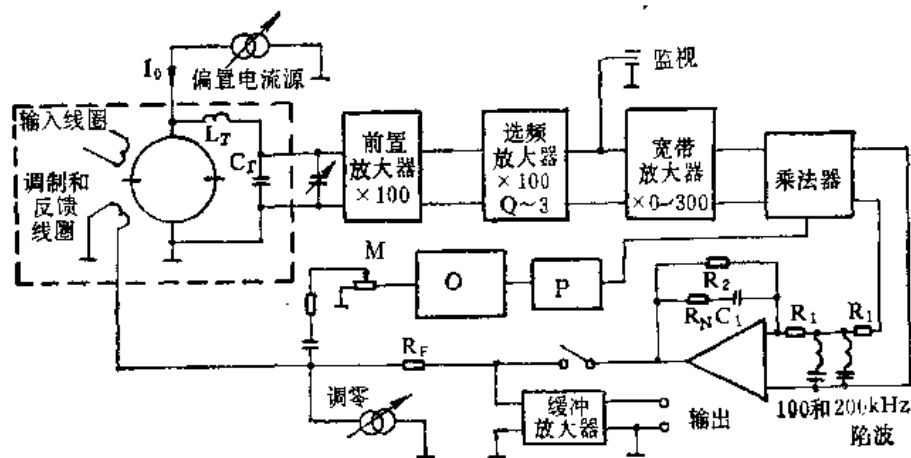 I₀
偏置电流源
监视
输入线圈
L_T
C_T
调制和
反馈
线圈
前置
放大器
×100
选频
放大器
×100
Q～3
宽带
放大器
×0~300
乘法器
M
O
P
R₂
R_N C₁
R₁
R₁
R_F
调零
缓冲
放大器
输出
100和200kHz
陷波